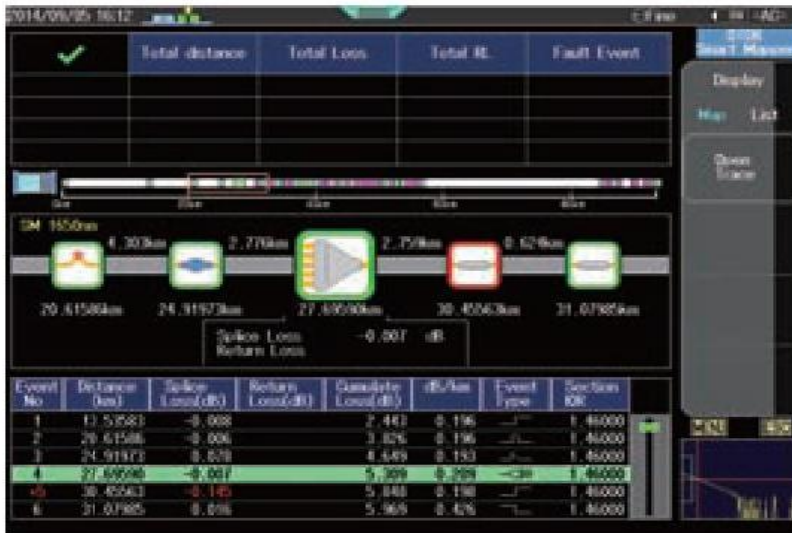 2014/09/05 16:12
Total distance Total Loss Total RL Fault Event
Smart Measure
Display
Map List
Open
Trace
SM 1650nm
4.303km 2.776km 2.759km 0.624km
20.61586km 24.91973km 27.69590km 30.45563km 31.07985km
Splice Loss -0.087 dB
Return Loss
Event No Distance (km) Splice Loss(dB) Return Loss(dB) Cumulate Loss(dB) dB/km Event Type Section IOR
1 13.53583 -0.008 2.443 0.196 1.46000
2 20.61586 -0.006 3.826 0.196 1.46000
3 24.91973 0.078 4.649 0.193 1.46000
4 27.69590 -0.087 5.309 0.209 1.46000
30.45563 -0.145 5.848 0.198 1.46000
6 31.07985 0.016 5.969 0.426 1.46000